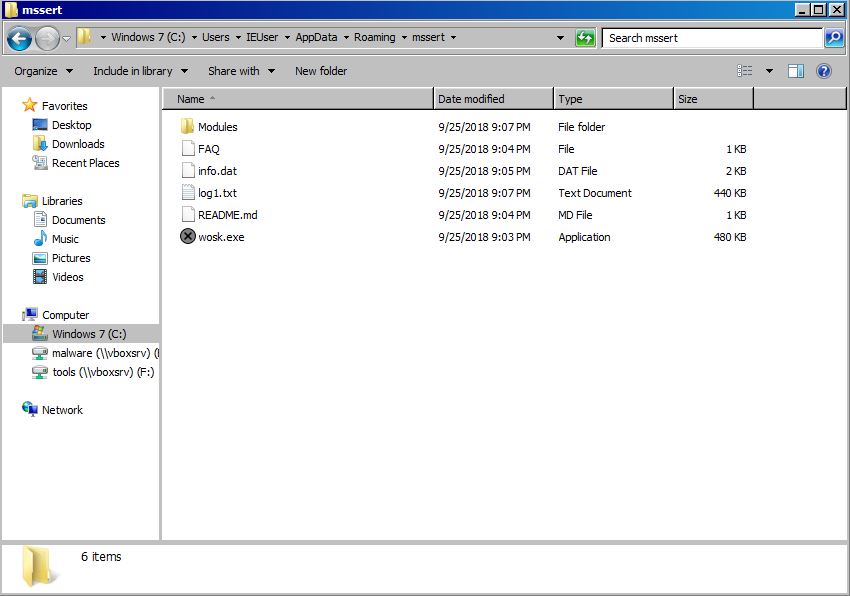 mssert
Windows 7 (C:) Users IEUser AppData Roaming mssert Search mssert
Organize Include in library Share with New folder
Favorites
Desktop
Downloads
Recent Places
Libraries
Documents
Music
Pictures
Videos
Computer
Windows 7 (C:)
malware (\\vboxsrv) (
tools (\\vboxsrv) (F:)
Network
Name Date modified Type Size
Modules 9/25/2018 9:07 PM File folder
FAQ 9/25/2018 9:04 PM File 1 KB
info.dat 9/25/2018 9:05 PM DAT File 2 KB
log1.txt 9/25/2018 9:07 PM Text Document 440 KB
README.md 9/25/2018 9:04 PM MD File 1 KB
wosk.exe 9/25/2018 9:03 PM Application 480 KB
6 items